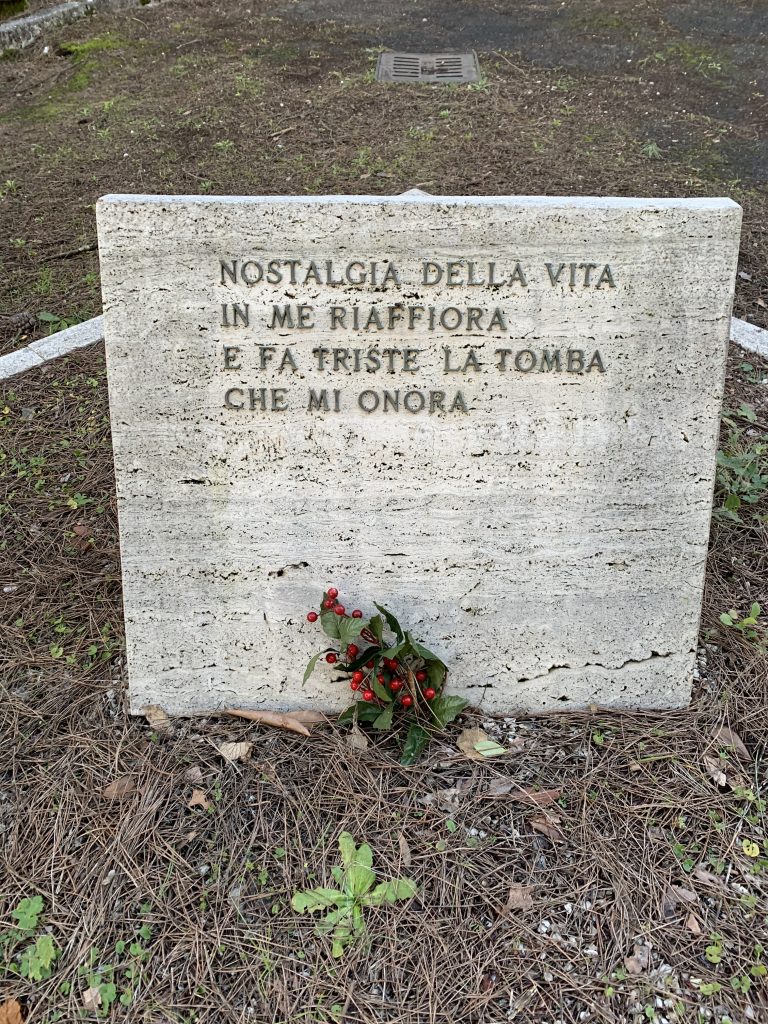 NOSTALGIA DELLA VITA
IN ME RIAFFIORA
E FA TRISTE LA TOMBA
CHE MI ONORA